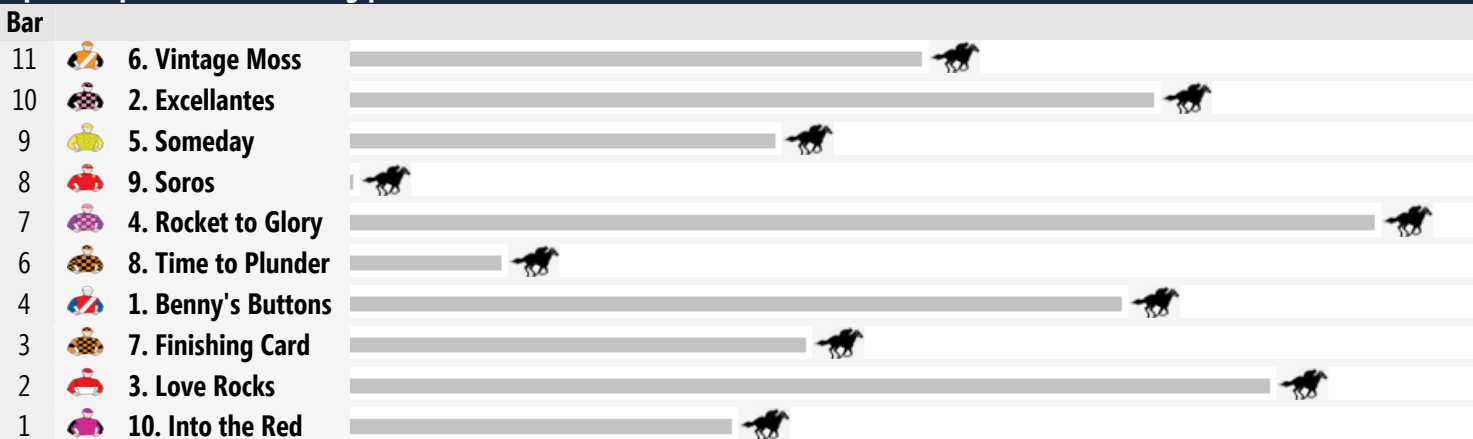 Bar
11 6. Vintage Moss
10 2. Excellantes
9 5. Someday
8 9. Soros
7 4. Rocket to Glory
6 8. Time to Plunder
4 1. Benny's Buttons
3 7. Finishing Card
2 3. Love Rocks
1 10. Into the Red